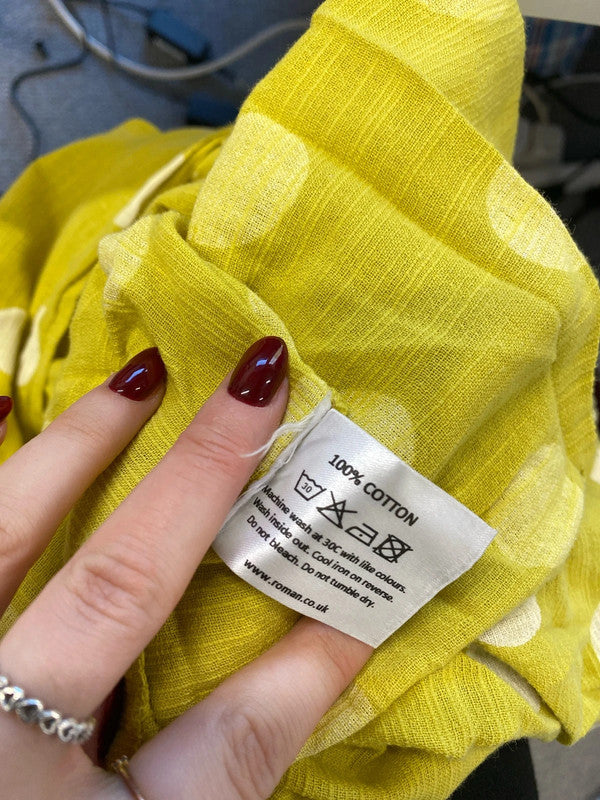 100% COTTON
30
Machine wash at 30C with like colours.
Wash inside out. Cool iron on reverse.
Do not bleach. Do not tumble dry.
www.roman.co.uk